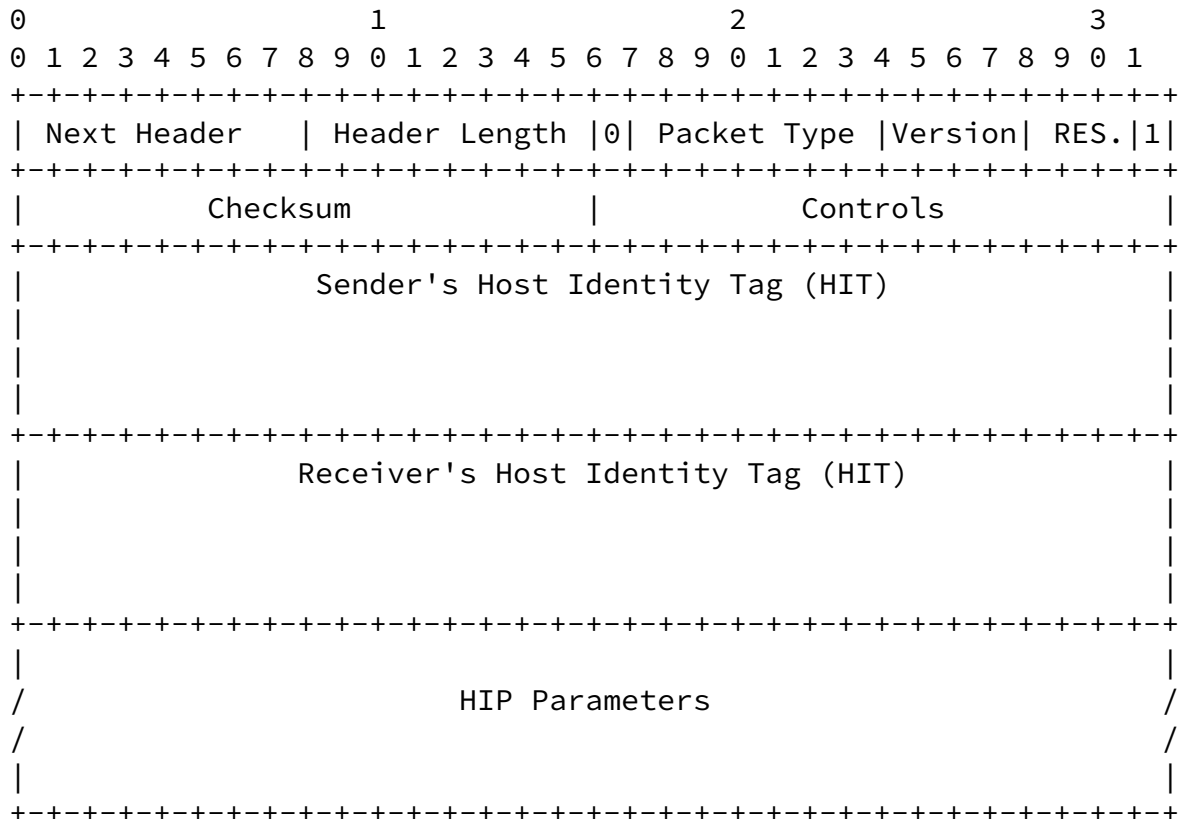 0                   1                   2                   3
0 1 2 3 4 5 6 7 8 9 0 1 2 3 4 5 6 7 8 9 0 1 2 3 4 5 6 7 8 9 0 1
+-+-+-+-+-+-+-+-+-+-+-+-+-+-+-+-+-+-+-+-+-+-+-+-+-+-+-+-+-+-+-+-+
| Next Header   | Header Length |0| Packet Type |Version| RES.|1|
+-+-+-+-+-+-+-+-+-+-+-+-+-+-+-+-+-+-+-+-+-+-+-+-+-+-+-+-+-+-+-+-+
|          Checksum             |           Controls            |
+-+-+-+-+-+-+-+-+-+-+-+-+-+-+-+-+-+-+-+-+-+-+-+-+-+-+-+-+-+-+-+-+
|                Sender's Host Identity Tag (HIT)               |
|                                                               |
|                                                               |
|                                                               |
+-+-+-+-+-+-+-+-+-+-+-+-+-+-+-+-+-+-+-+-+-+-+-+-+-+-+-+-+-+-+-+-+
|               Receiver's Host Identity Tag (HIT)              |
|                                                               |
|                                                               |
|                                                               |
+-+-+-+-+-+-+-+-+-+-+-+-+-+-+-+-+-+-+-+-+-+-+-+-+-+-+-+-+-+-+-+-+
|                                                               |
/                        HIP Parameters                         /
/                                                               /
|                                                               |
+-+-+-+-+-+-+-+-+-+-+-+-+-+-+-+-+-+-+-+-+-+-+-+-+-+-+-+-+-+-+-+-+